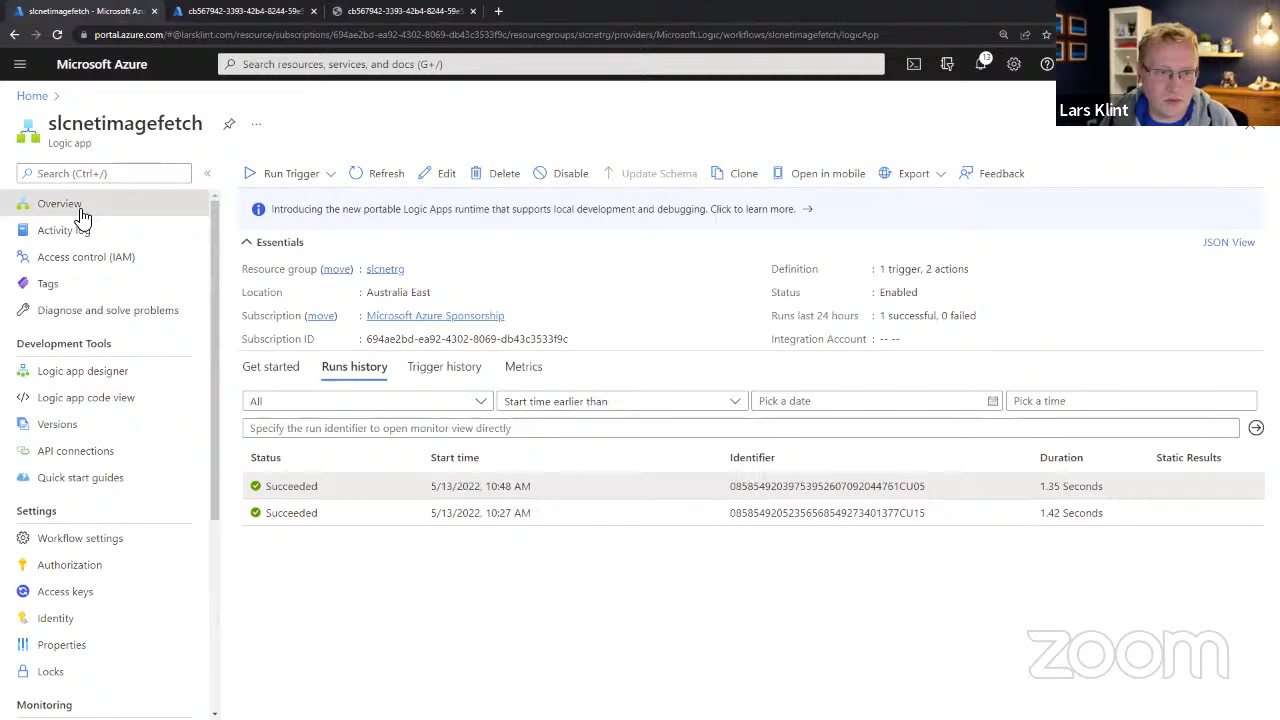 slcnetimagefetch - Microsoft Az
cb567942-3393-42b4-8244-59e5
cb567942-3393-42b4-8244-59e5
portal.azure.com/#@larsklint.com/resource/subscriptions/694ae2bd-ea92-4302-8069-db43c3533f9c/resourcegroups/slcnetrg/providers/Microsoft.Logic/workflows/slcnetimagefetch/logicApp
Microsoft Azure
Search resources, services, and docs (G+/)
13
Lars Klint
Home >
slcnetimagefetch
...
Logic app
Search (Ctrl+/)
«
Run Trigger
Refresh
Edit
Delete
Disable
Update Schema
Clone
Open in mobile
Export
Feedback
Overview
Activity log
Access control (IAM)
Tags
Diagnose and solve problems
Development Tools
Logic app designer
Logic app code view
Versions
API connections
Quick start guides
Settings
Workflow settings
Authorization
Access keys
Identity
Properties
Locks
Monitoring
Introducing the new portable Logic Apps runtime that supports local development and debugging. Click to learn more. →
Essentials
JSON View
Resource group (move) : slcnetrg
Definition : 1 trigger, 2 actions
Location : Australia East
Status : Enabled
Subscription (move) : Microsoft Azure Sponsorship
Runs last 24 hours : 1 successful, 0 failed
Subscription ID : 694ae2bd-ea92-4302-8069-db43c3533f9c
Integration Account : -- --
Get started Runs history Trigger history Metrics
All
Start time earlier than
Pick a date
Pick a time
Specify the run identifier to open monitor view directly
Status Start time Identifier Duration Static Results
Succeeded 5/13/2022, 10:48 AM 08585492039753952607092044761CU05 1.35 Seconds
Succeeded 5/13/2022, 10:27 AM 08585492052356568549273401377CU15 1.42 Seconds
zoom